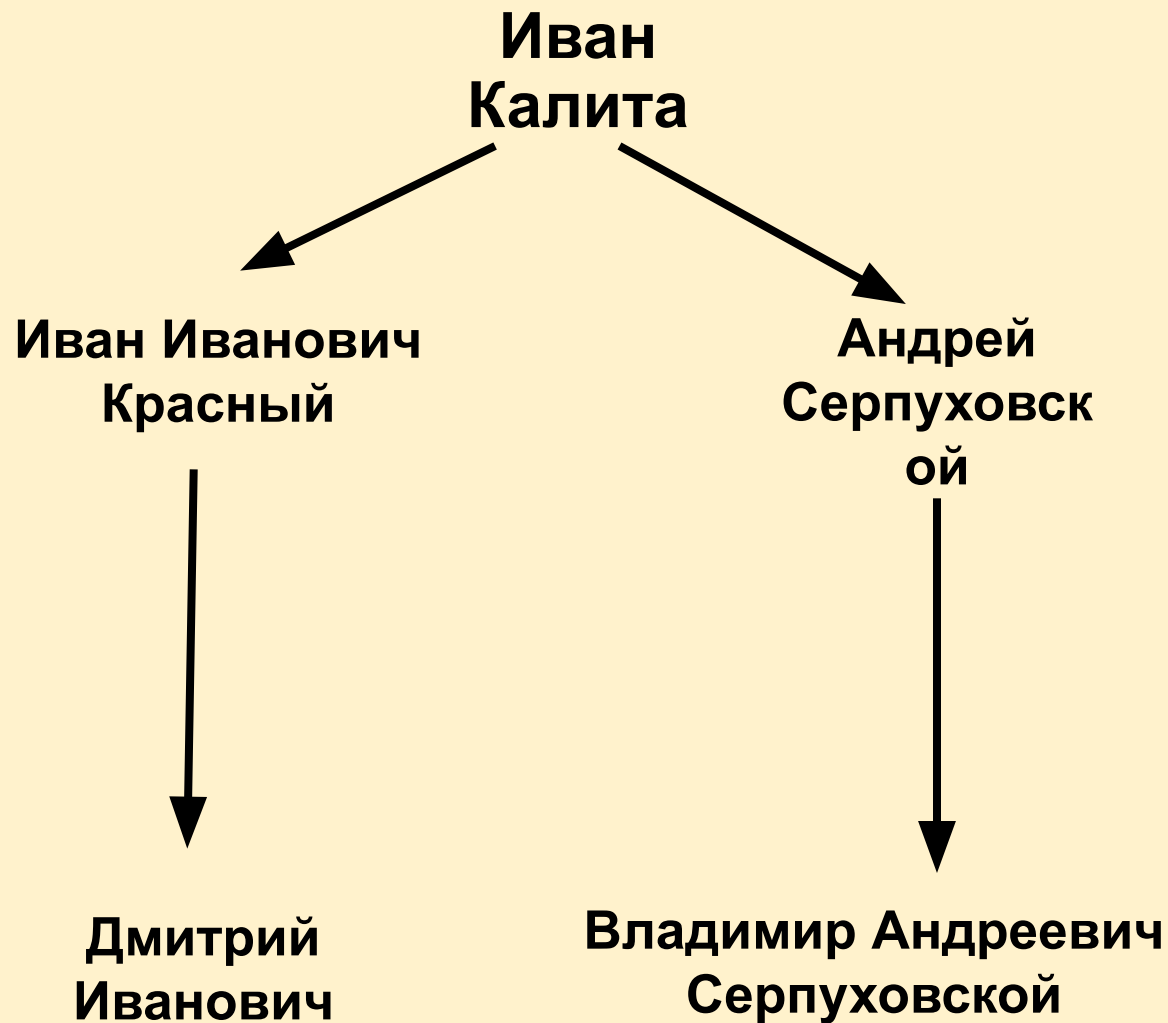 Иван
Калита
Иван Иванович
Красный
Андрей
Серпуховск
ой
Дмитрий
Иванович
Владимир Андреевич
Серпуховской